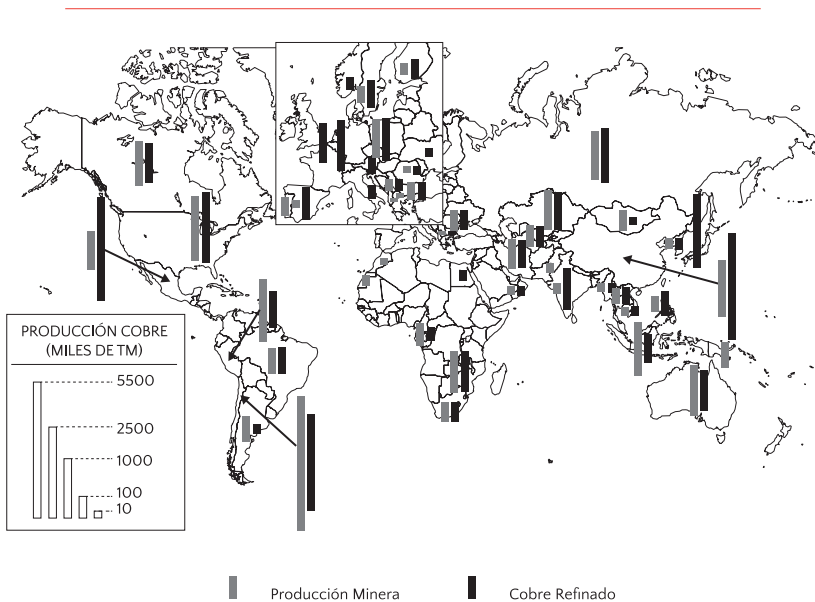 PRODUCCIÓN COBRE
(MILES DE TM)
5500
2500
1000
100
10
Producción Minera
Cobre Refinado